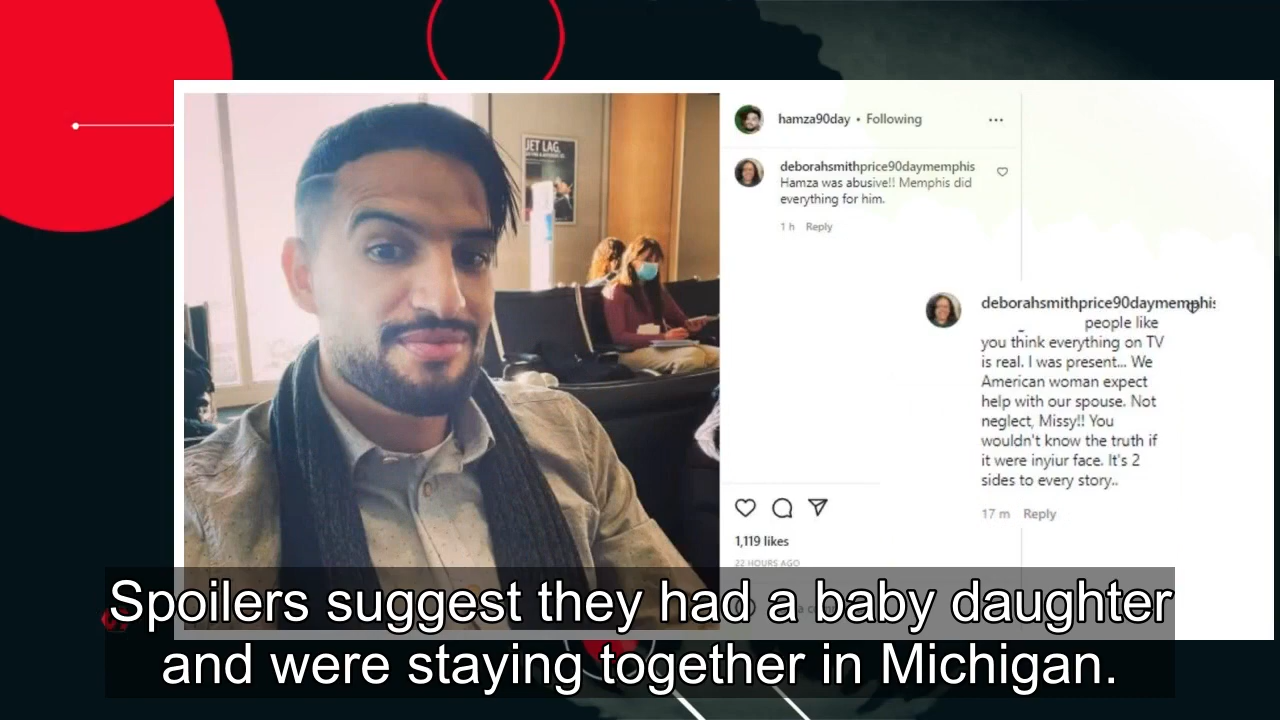 JET LAG.
hamza90day • Following
deborahsmithprice90daymemphis
Hamza was abusive!! Memphis did
everything for him.
1 h Reply
deborahsmithprice90daymemphis
people like
you think everything on TV
is real. I was present... We
American woman expect
help with our spouse. Not
neglect, Missy!! You
wouldn't know the truth if
it were inyiur face. It's 2
sides to every story..
17 m Reply
1,119 likes
22 HOURS AGO
Spoilers suggest they had a baby daughter
and were staying together in Michigan.